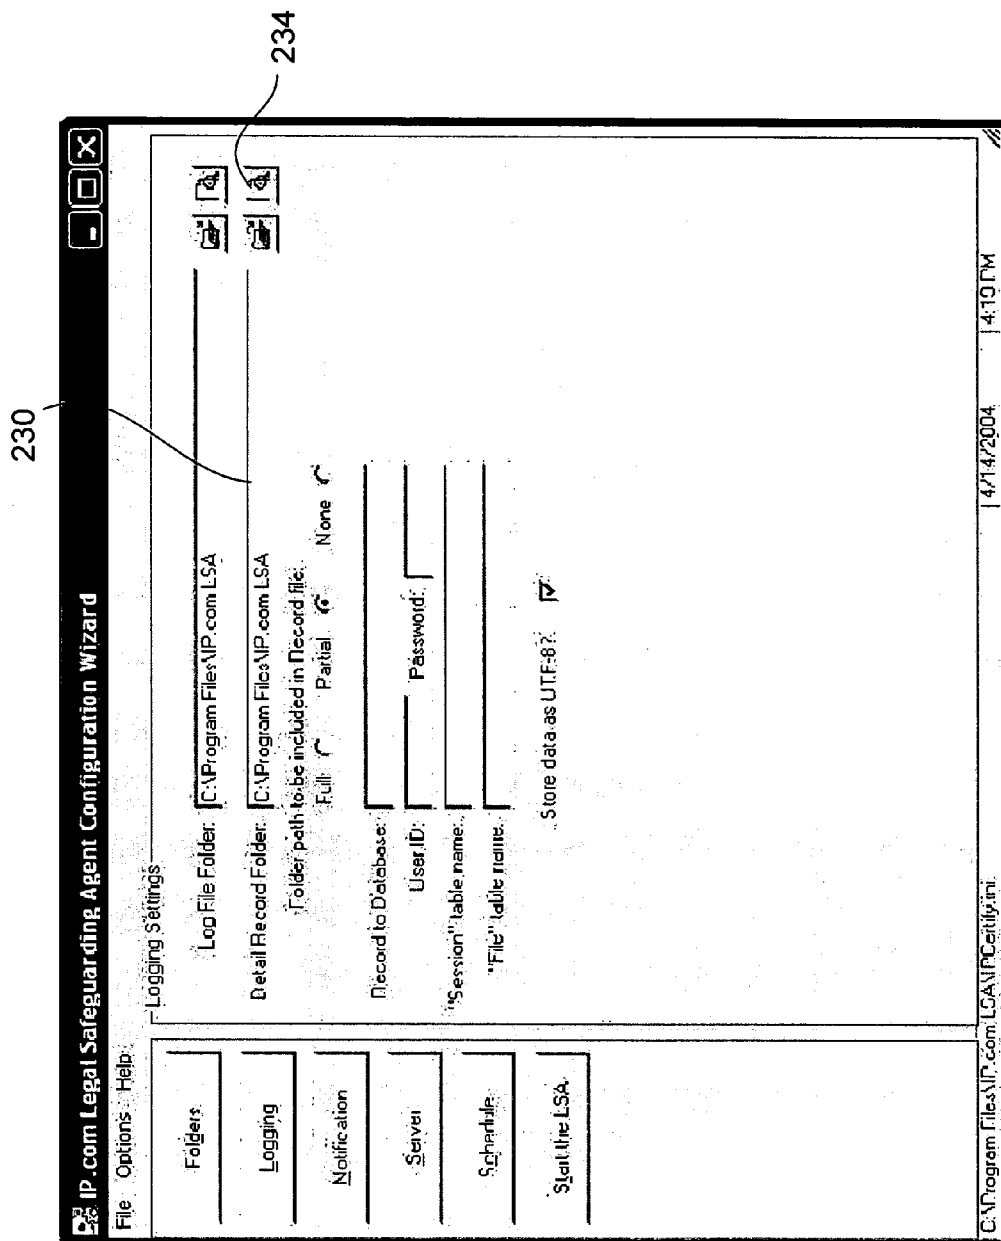 230
234
IP.com Legal Safeguarding Agent Configuration Wizard
File Options Help
Folders
Logging
Notification
Server
Schedule
Start the LSA
Logging Settings
Log File Folder: C:\Program Files\IP.com LSA
Detail Record Folder: C:\Program Files\IP.com LSA
Folder path to be included in Record file:
Full Partial None
Record to Database:
User ID: Password:
"Session" table name:
"File" table name:
Store data as UTF-8?
C:\Program Files\IP.com LSA\IPCertify.ini 4/14/2004 4:19 PM